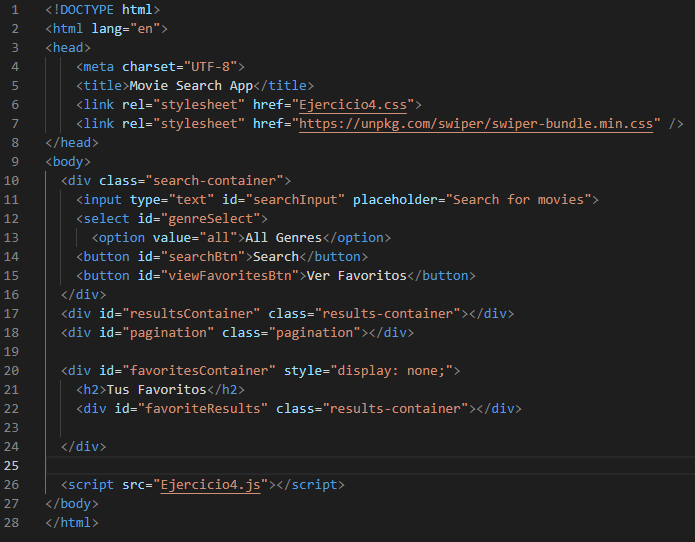 1 <!DOCTYPE html>
2 <html lang="en">
3 <head>
4     <meta charset="UTF-8">
5     <title>Movie Search App</title>
6     <link rel="stylesheet" href="Ejercicio4.css">
7     <link rel="stylesheet" href="https://unpkg.com/swiper/swiper-bundle.min.css" />
8 </head>
9 <body>
10   <div class="search-container">
11     <input type="text" id="searchInput" placeholder="Search for movies">
12     <select id="genreSelect">
13       <option value="all">All Genres</option>
14     <button id="searchBtn">Search</button>
15     <button id="viewFavoritesBtn">Ver Favoritos</button>
16   </div>
17   <div id="resultsContainer" class="results-container"></div>
18   <div id="pagination" class="pagination"></div>
19
20   <div id="favoritesContainer" style="display: none;">
21     <h2>Tus Favoritos</h2>
22     <div id="favoriteResults" class="results-container"></div>
23
24   </div>
25
26   <script src="Ejercicio4.js"></script>
27 </body>
28 </html>